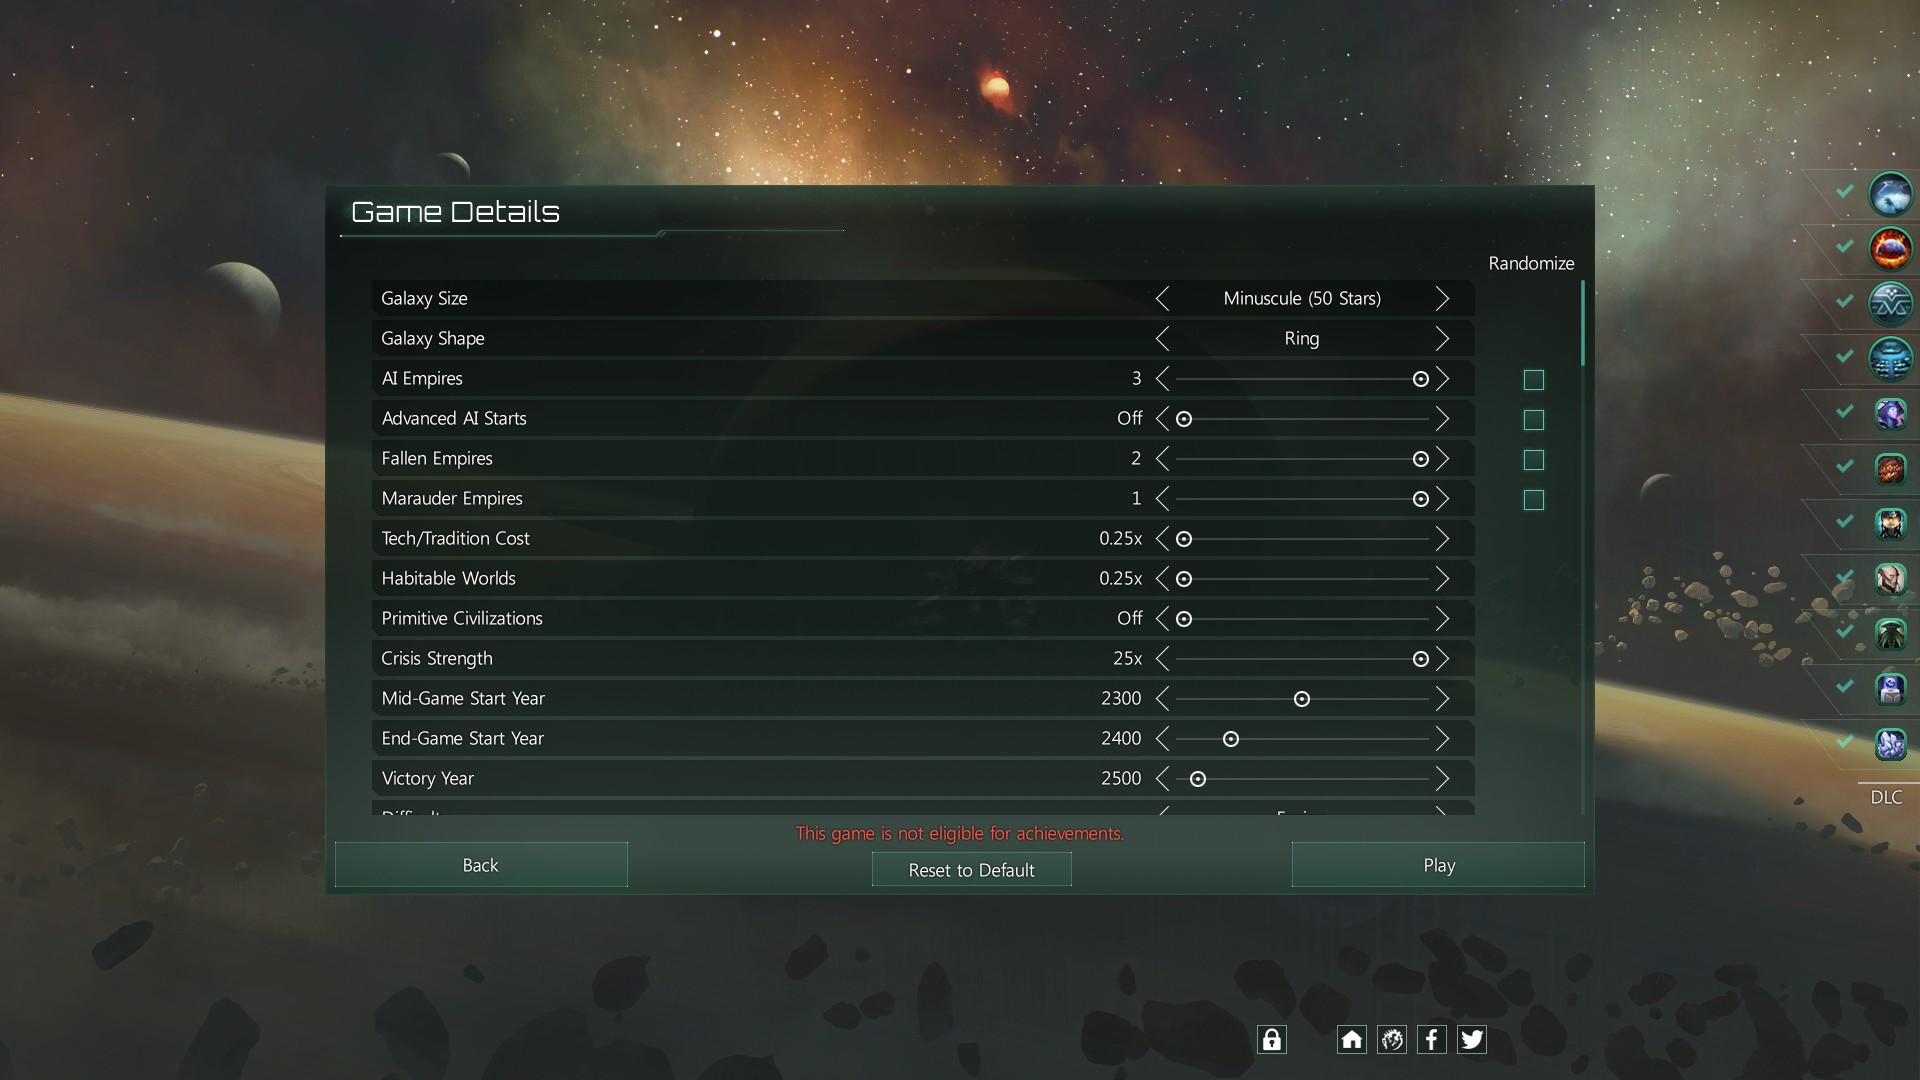 Game Details
Randomize
Galaxy Size Minuscule (50 Stars)
Galaxy Shape Ring
AI Empires 3
Advanced AI Starts Off
Fallen Empires 2
Marauder Empires 1
Tech/Tradition Cost 0.25x
Habitable Worlds 0.25x
Primitive Civilizations Off
Crisis Strength 25x
Mid-Game Start Year 2300
End-Game Start Year 2400
Victory Year 2500
DLC
This game is not eligible for achievements.
Back
Reset to Default
Play